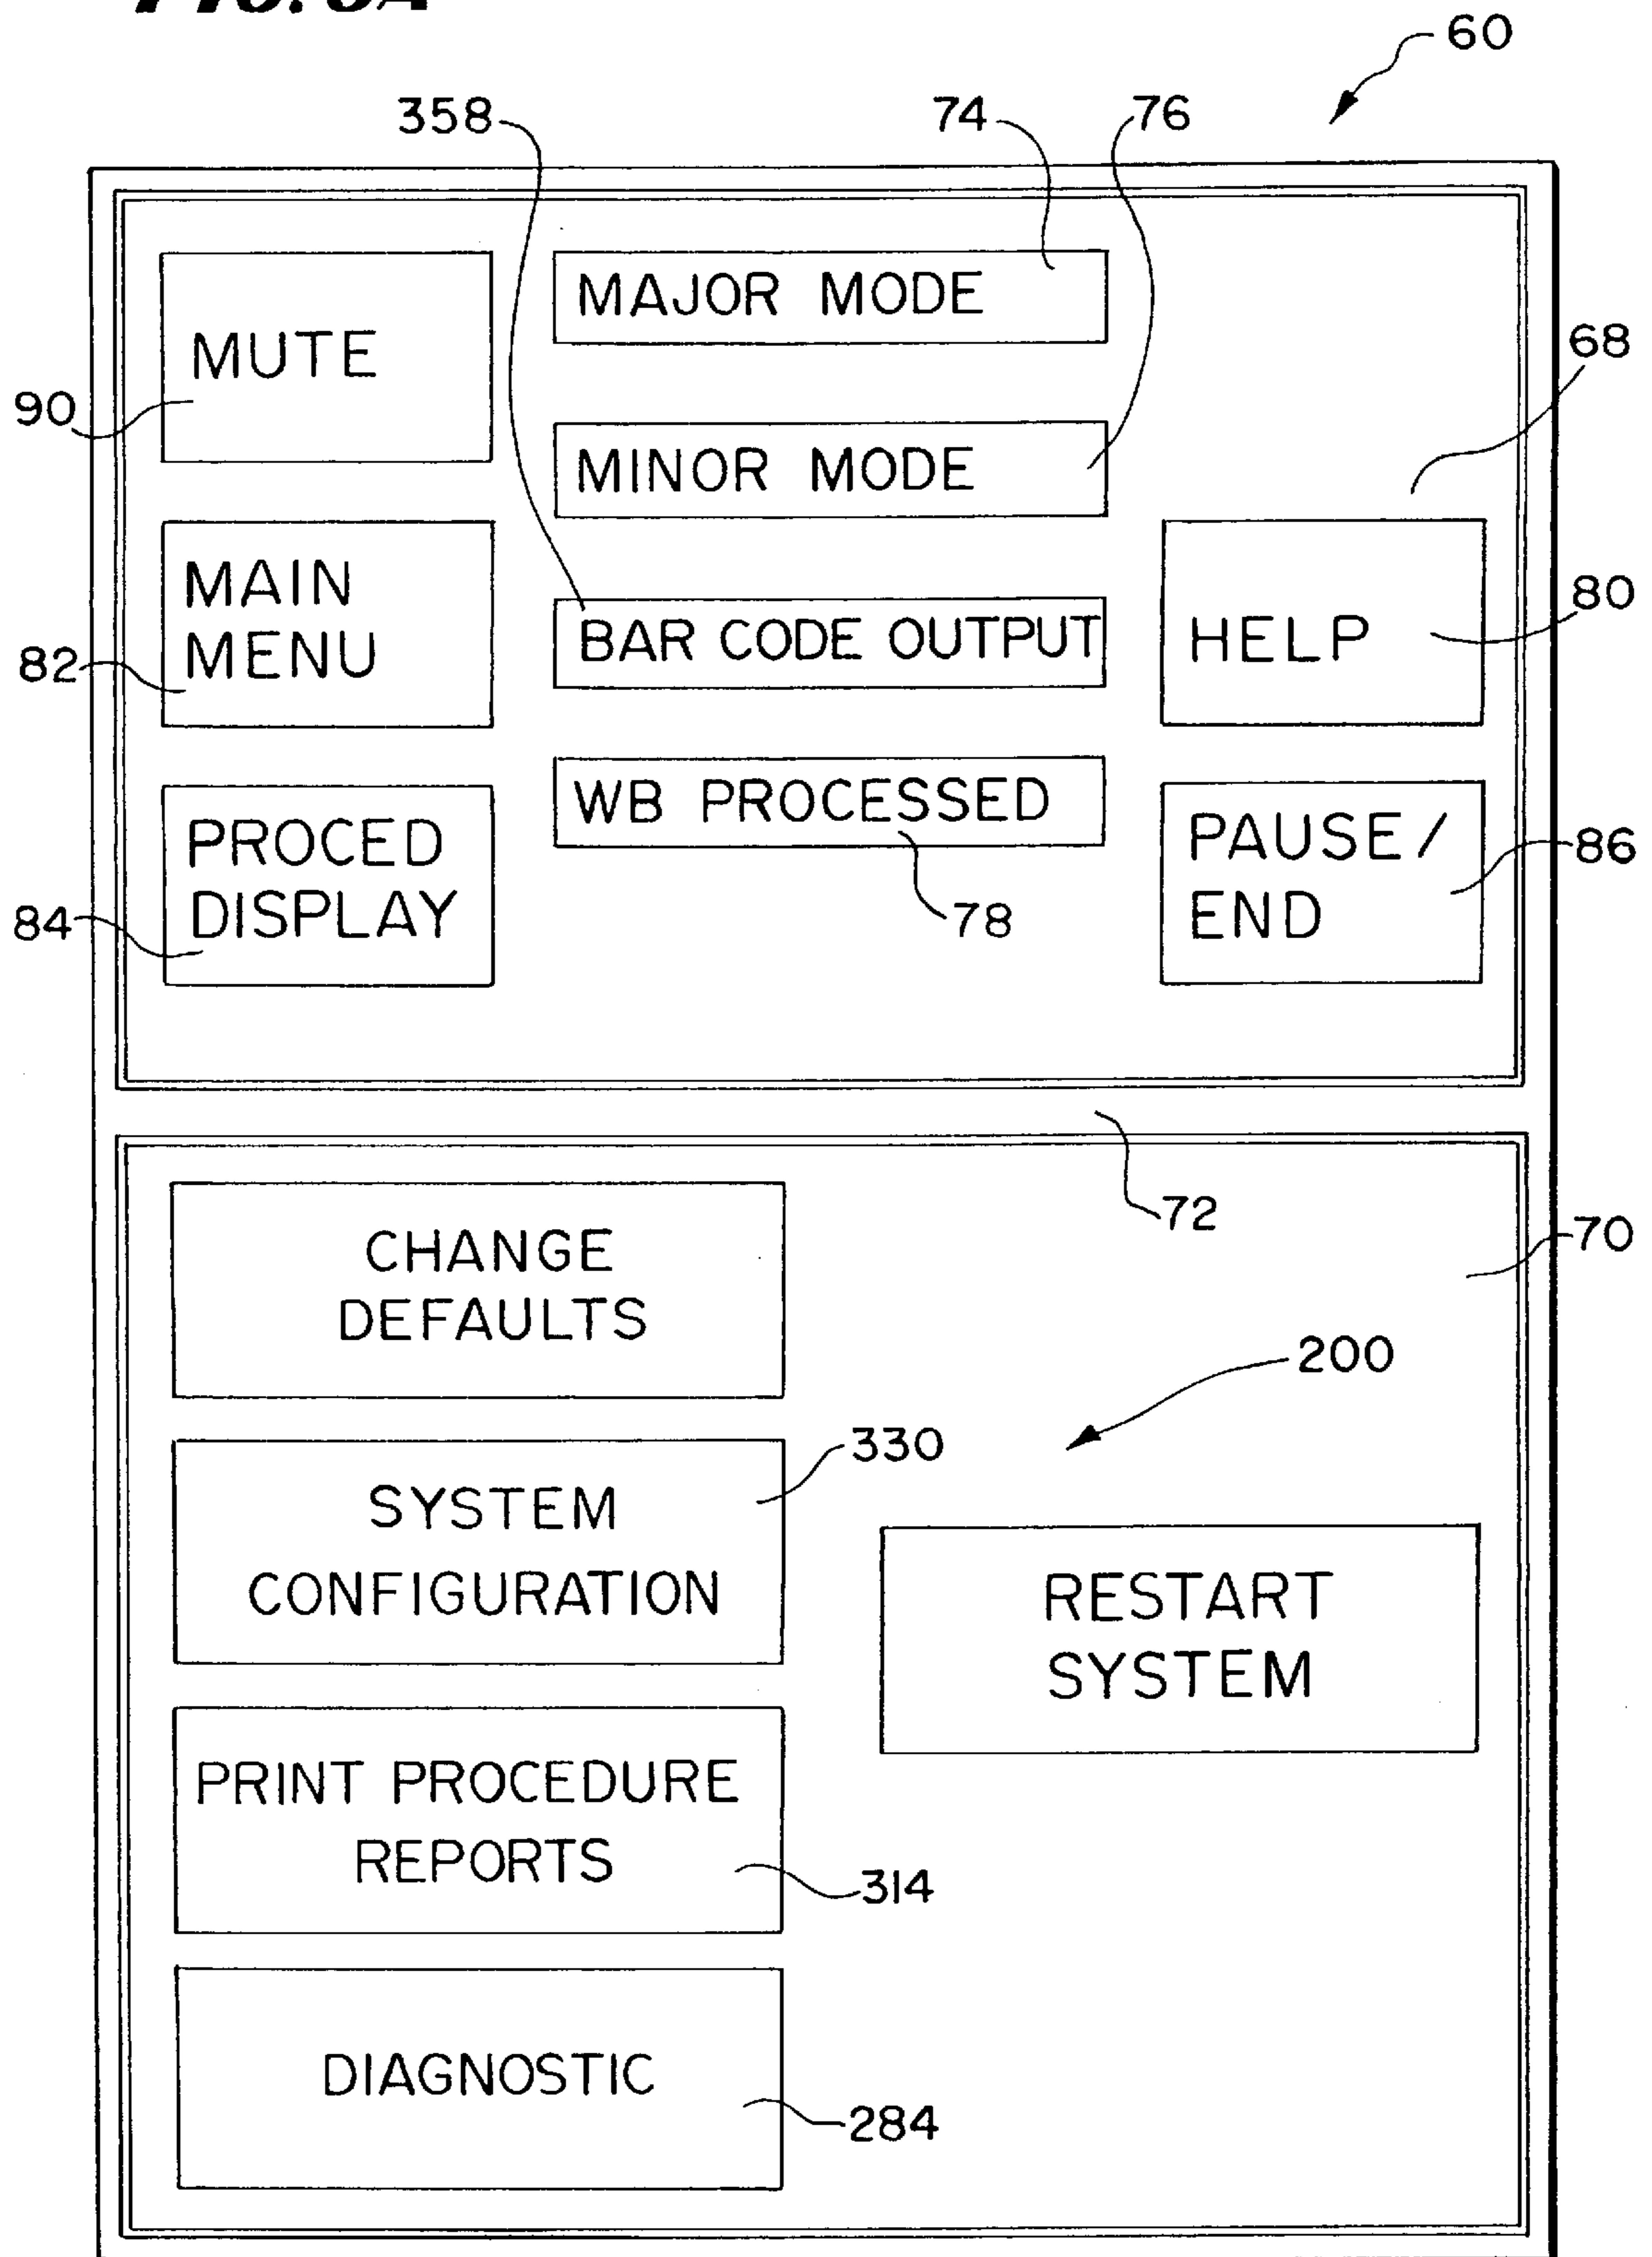 FIG.
60
358
74
76
MAJOR MODE
MUTE
68
90
MINOR MODE
MAIN
MENU
82
BAR CODE OUTPUT
HELP
80
WB PROCESSED
PROCED
DISPLAY
84
78
PAUSE/
END
86
72
70
CHANGE
DEFAULTS
200
330
SYSTEM
CONFIGURATION
RESTART
SYSTEM
PRINT PROCEDURE
REPORTS
314
DIAGNOSTIC
284